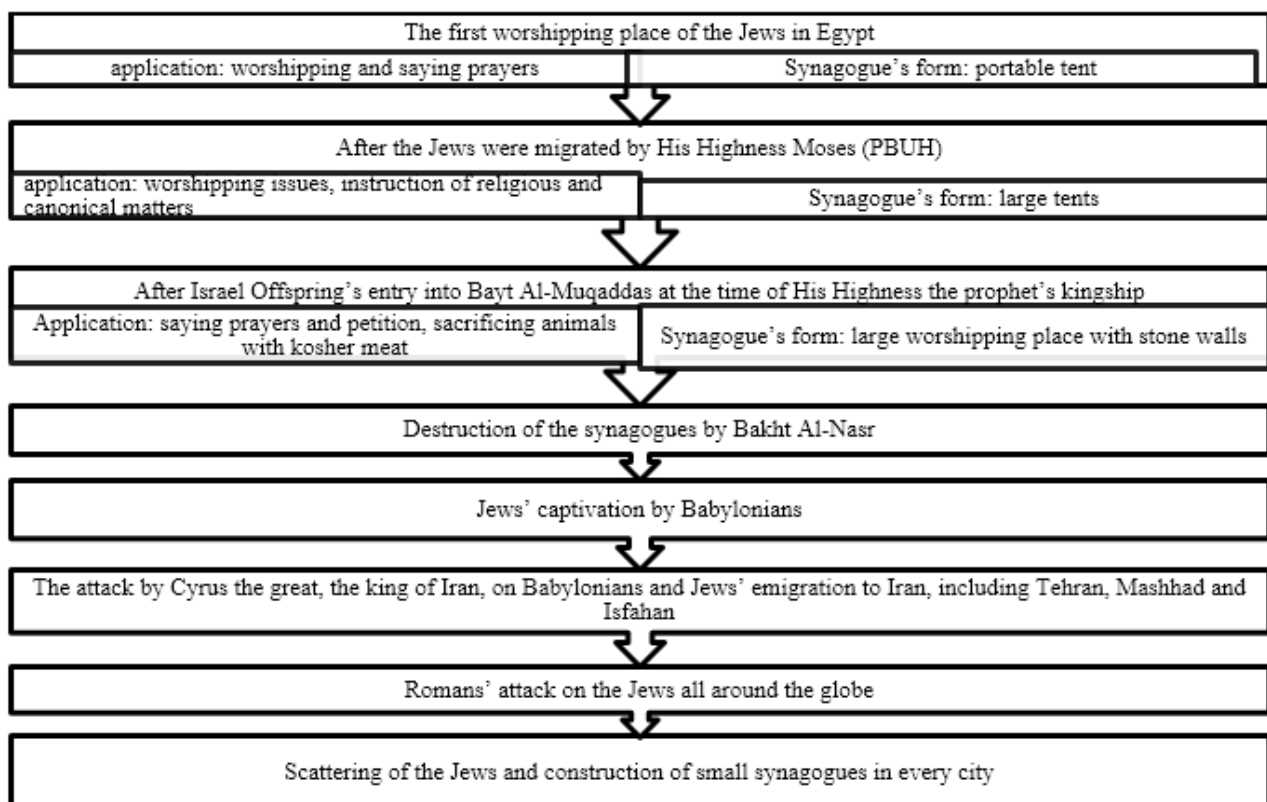 The first worshipping place of the Jews in Egypt
application: worshipping and saying prayers
Synagogue's form: portable tent
After the Jews were migrated by His Highness Moses (PBUH)
application: worshipping issues, instruction of religious and
canonical matters
Synagogue's form: large tents
After Israel Offspring's entry into Bayt Al-Muqaddas at the time of His Highness the prophet's kingship
Application: saying prayers and petition, sacrificing animals
with kosher meat
Synagogue's form: large worshipping place with stone walls
Destruction of the synagogues by Bakht Al-Nasr
Jews' captivation by Babylonians
The attack by Cyrus the great, the king of Iran, on Babylonians and Jews' emigration to Iran, including Tehran, Mashhad and
Isfahan
Romans' attack on the Jews all around the globe
Scattering of the Jews and construction of small synagogues in every city